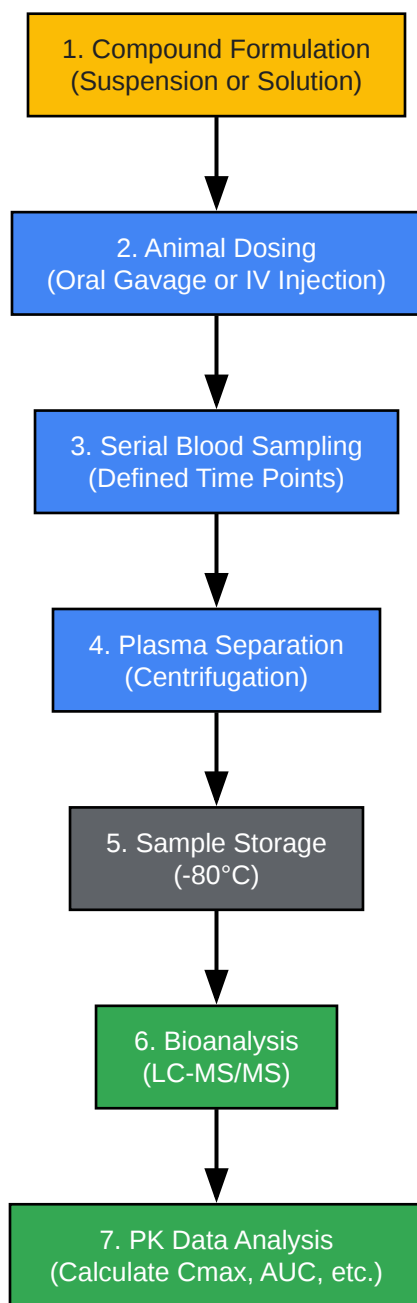 1. Compound Formulation
(Suspension or Solution)
2. Animal Dosing
(Oral Gavage or IV Injection)
3. Serial Blood Sampling
(Defined Time Points)
4. Plasma Separation
(Centrifugation)
5. Sample Storage
(-80°C)
6. Bioanalysis
(LC-MS/MS)
7. PK Data Analysis
(Calculate Cmax, AUC, etc.)